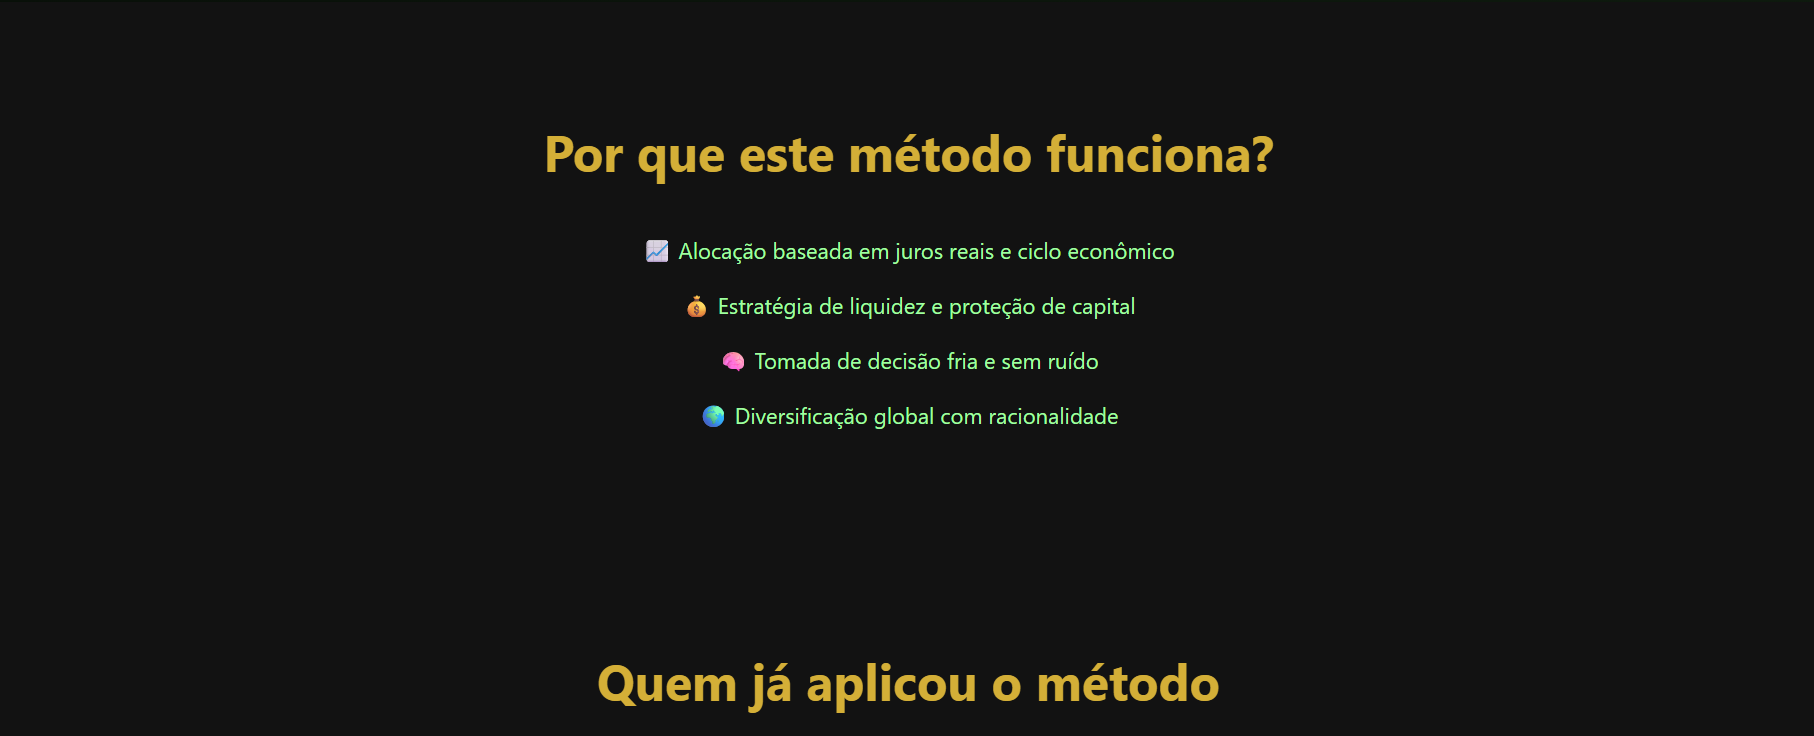 Por que este método funciona?
📈 Alocação baseada em juros reais e ciclo econômico
💰 Estratégia de liquidez e proteção de capital
🧠 Tomada de decisão fria e sem ruído
🌍 Diversificação global com racionalidade
Quem já aplicou o método